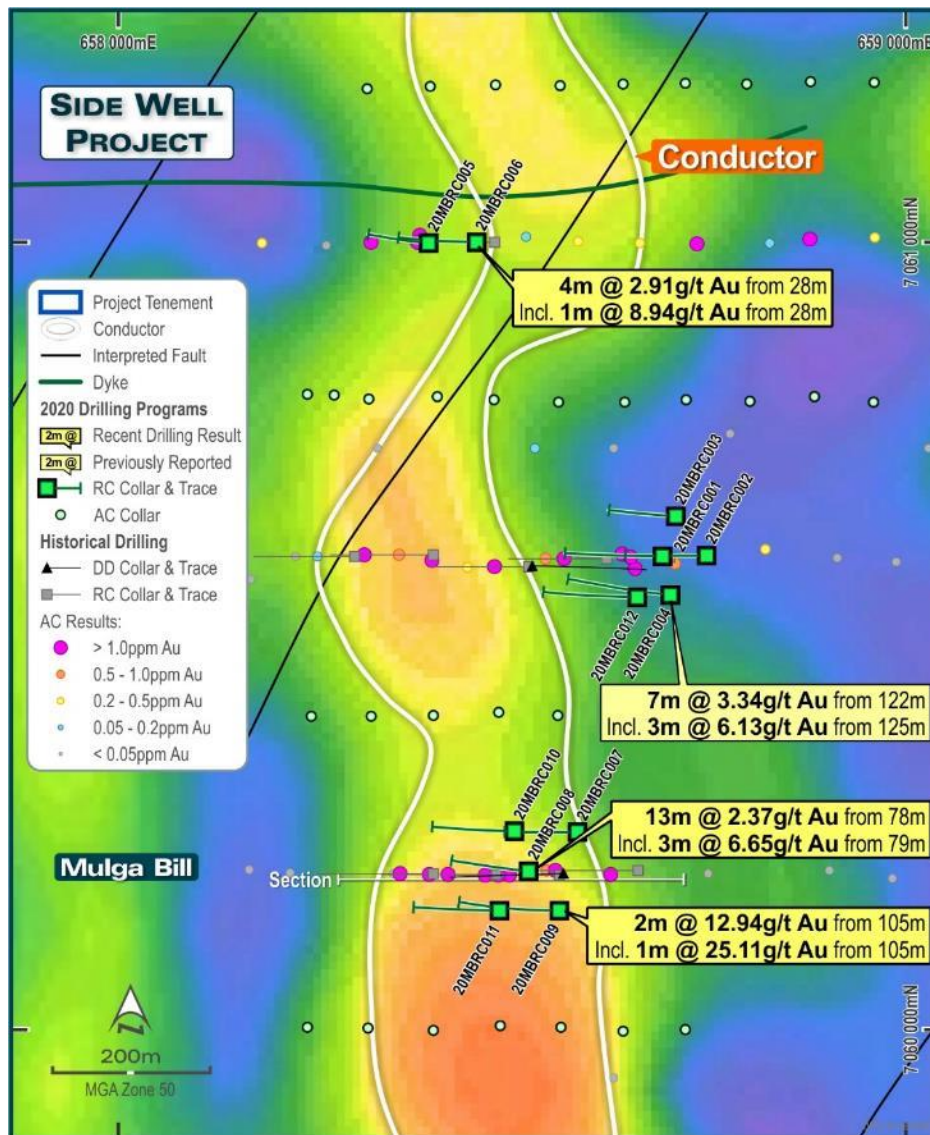 658 000mE
659 000mE
SIDE WELL
PROJECT
Conductor
20MBRC005
20MBRC006
7 061 000mN
4m @ 2.91g/t Au from 28m
Incl. 1m @ 8.94g/t Au from 28m
Project Tenement
Conductor
Interpreted Fault
Dyke
2020 Drilling Programs
2m @ Recent Drilling Result
2m @ Previously Reported
RC Collar & Trace
AC Collar
Historical Drilling
DD Collar & Trace
RC Collar & Trace
AC Results:
> 1.0ppm Au
0.5 - 1.0ppm Au
0.2 - 0.5ppm Au
0.05 - 0.2ppm Au
< 0.05ppm Au
20MBRC003
20MBRC001
20MBRC002
20MBRC012
20MBRC004
7m @ 3.34g/t Au from 122m
Incl. 3m @ 6.13g/t Au from 125m
20MBRC010
20MBRC008
20MBRC007
13m @ 2.37g/t Au from 78m
Incl. 3m @ 6.65g/t Au from 79m
Mulga Bill
Section
2m @ 12.94g/t Au from 105m
Incl. 1m @ 25.11g/t Au from 105m
20MBRC011
20MBRC009
N
200m
MGA Zone 50
7 060 000mN